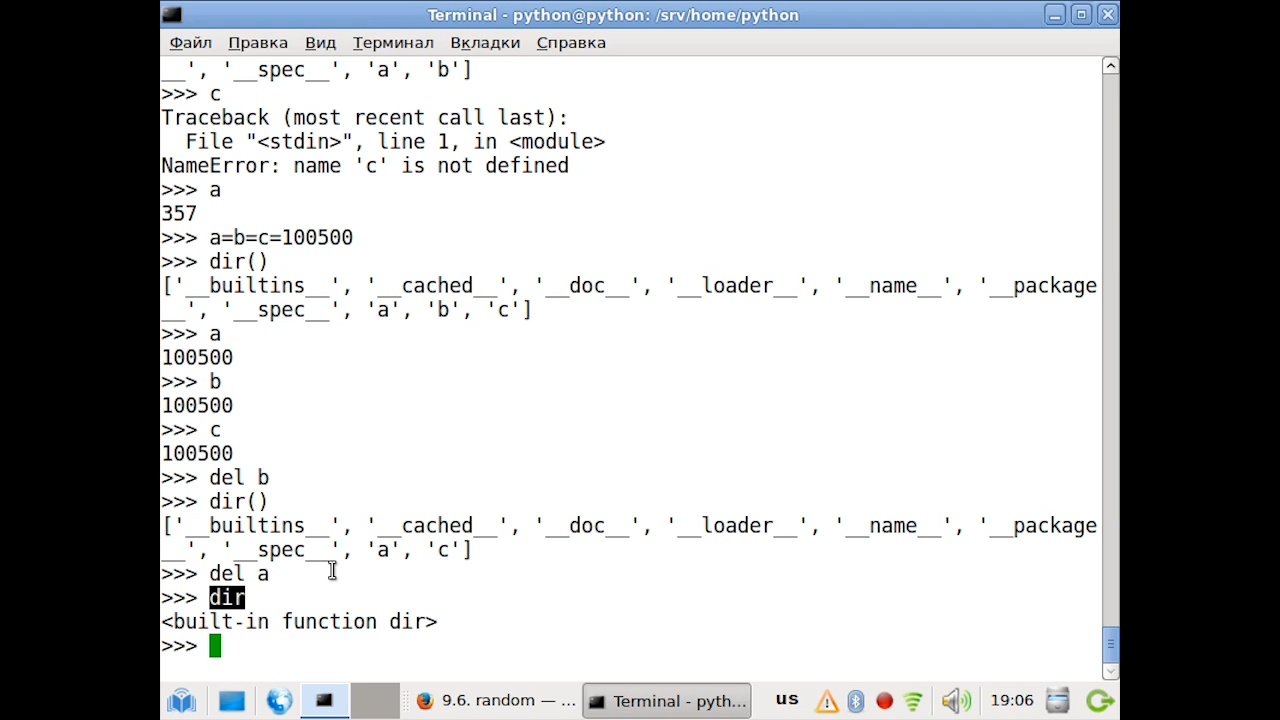 Terminal - python@python: /srv/home/python
Файл Правка Вид Терминал Вкладки Справка
__', '__spec__', 'a', 'b']
>>> c
Traceback (most recent call last):
  File "<stdin>", line 1, in <module>
NameError: name 'c' is not defined
>>> a
357
>>> a=b=c=100500
>>> dir()
['__builtins__', '__cached__', '__doc__', '__loader__', '__name__', '__package
__', '__spec__', 'a', 'b', 'c']
>>> a
100500
>>> b
100500
>>> c
100500
>>> del b
>>> dir()
['__builtins__', '__cached__', '__doc__', '__loader__', '__name__', '__package
__', '__spec__', 'a', 'c']
>>> del a
>>> dir
<built-in function dir>
>>>
9.6. random — ... Terminal - pyth... us 19:06